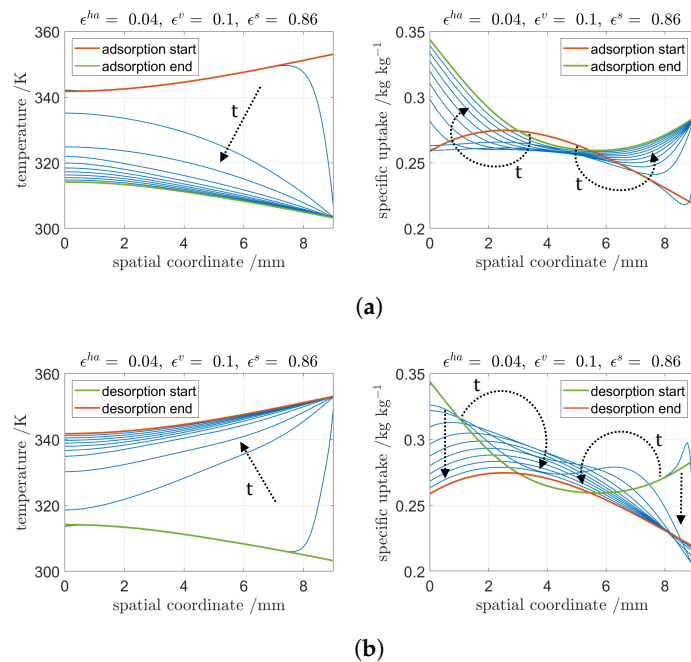 ϵ^ha = 0.04, ϵ^v = 0.1, ϵ^s = 0.86
360
340
320
300
temperature /K
adsorption start
adsorption end
t
0 2 4 6 8
spatial coordinate /mm
ϵ^ha = 0.04, ϵ^v = 0.1, ϵ^s = 0.86
0.35
0.3
0.25
0.2
specific uptake /kg kg⁻¹
adsorption start
adsorption end
t
t
0 2 4 6 8
spatial coordinate /mm
(a)
ϵ^ha = 0.04, ϵ^v = 0.1, ϵ^s = 0.86
360
340
320
300
temperature /K
desorption start
desorption end
t
0 2 4 6 8
spatial coordinate /mm
ϵ^ha = 0.04, ϵ^v = 0.1, ϵ^s = 0.86
0.35
0.3
0.25
0.2
specific uptake /kg kg⁻¹
desorption start
desorption end
t
t
0 2 4 6 8
spatial coordinate /mm
(b)